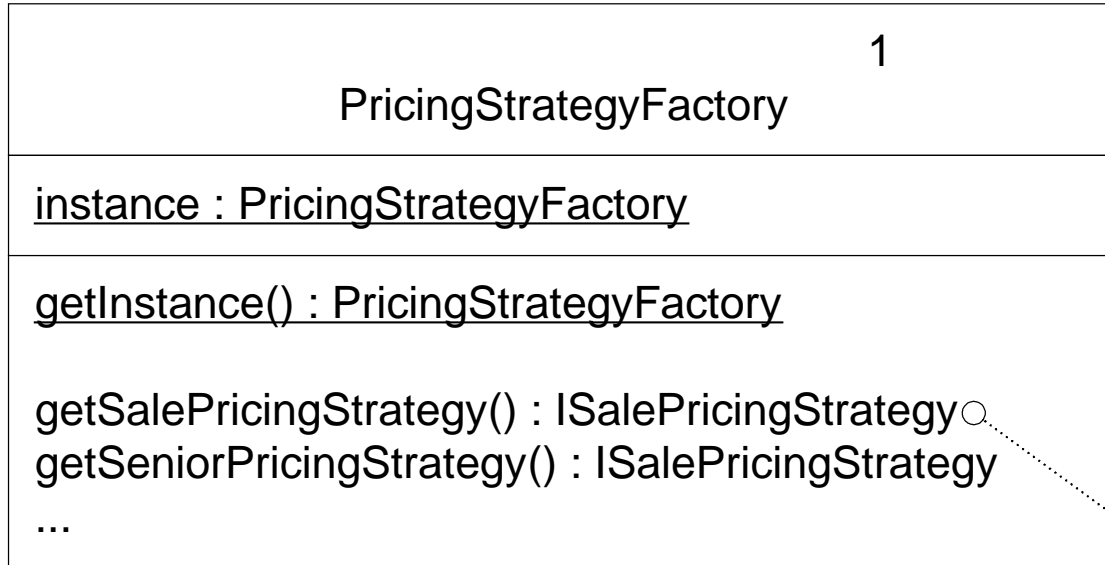 1
PricingStrategyFactory
instance : PricingStrategyFactory
getInstance() : PricingStrategyFactory
getSalePricingStrategy() : ISalePricingStrategy
getSeniorPricingStrategy() : ISalePricingStrategy
...